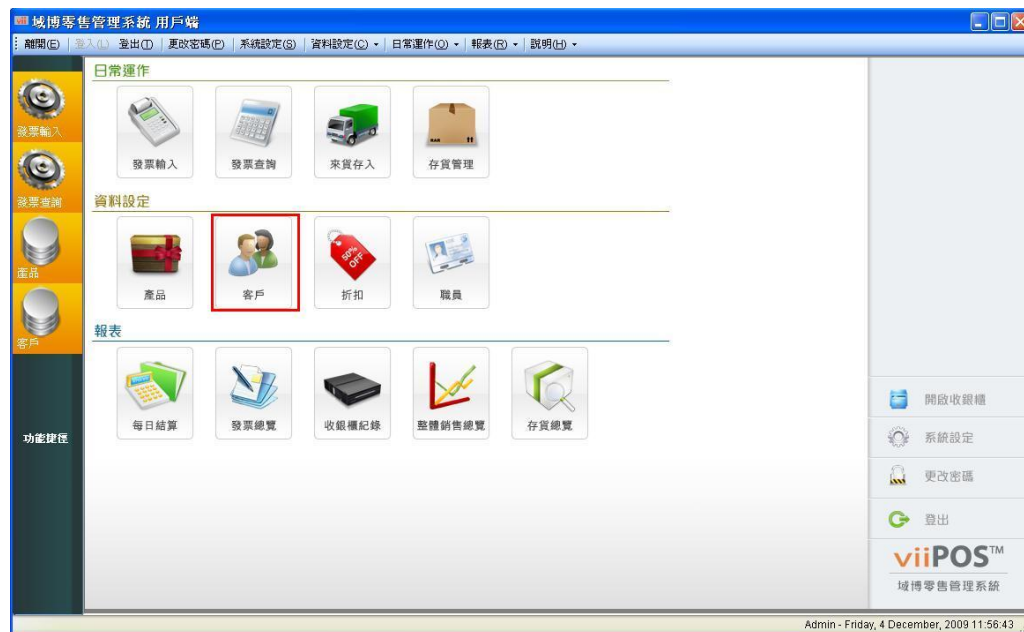 域博零售管理系統 用戶端
離開(E) 登入(L) 登出(T) 更改密碼(P) 系統設定(S) 資料設定(C) 日常運作(O) 報表(R) 說明(H)
發票輸入
發票查詢
產品
客戶
功能捷徑
日常運作
發票輸入 發票查詢 來貨存入 存貨管理
資料設定
50% OFF
產品 客戶 折扣 職員
報表
每日結算 發票總覽 收銀櫃紀錄 整體銷售總覽 存貨總覽
開啟收銀櫃
系統設定
更改密碼
登出
viiPOS™
域博零售管理系統
Admin - Friday, 4 December, 2009 11:56:43